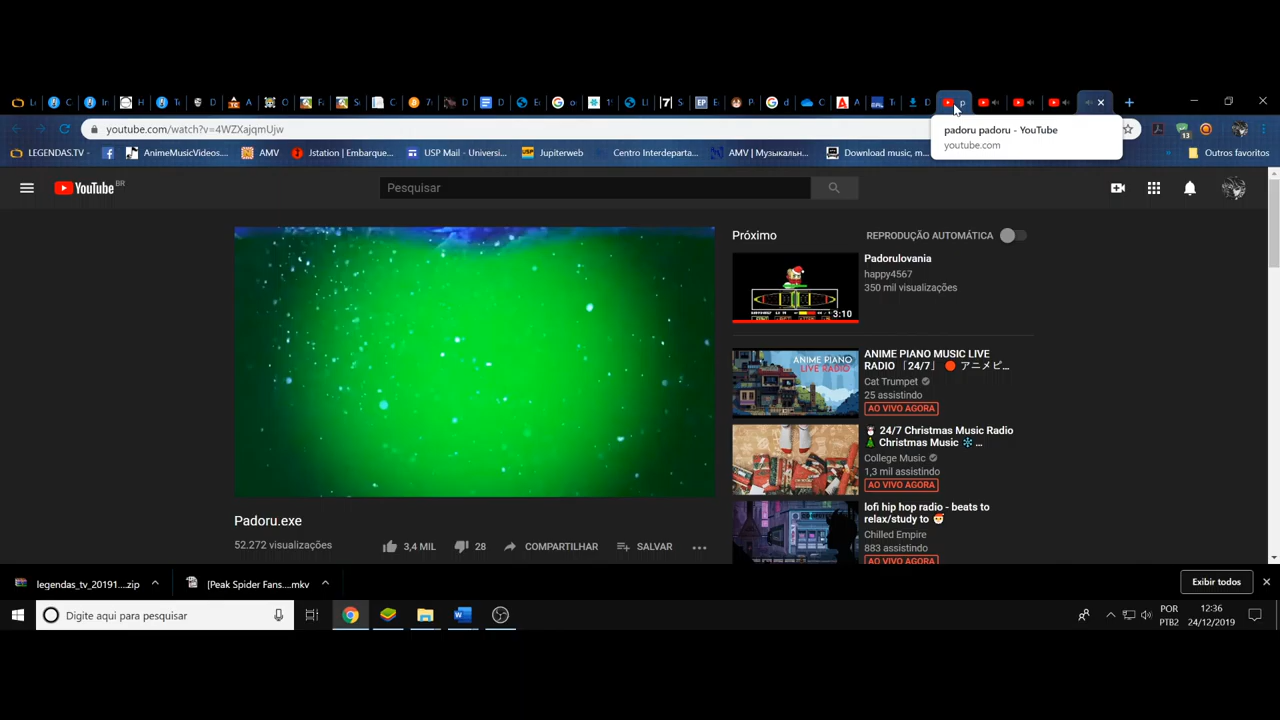 padoru padoru - YouTube
youtube.com
youtube.com/watch?v=4WZXajqmUjw
13
LEGENDAS.TV -
AnimeMusicVideos....
AMV
Jstation | Embarque...
USP Mail - Universi...
Jupiterweb
Centro Interdeparta...
AMV | Музыкальн...
Download music, m...
Outros favoritos
YouTube BR
Pesquisar
Próximo
REPRODUÇÃO AUTOMÁTICA
Padorulovania
happy4567
350 mil visualizações
3:10
ANIME PIANO
LIVE RADIO
ANIME PIANO MUSIC LIVE
RADIO「24/7」 🔴 アニメピ...
Cat Trumpet
25 assistindo
AO VIVO AGORA
24/7 Christmas Music Radio
🎄 Christmas Music ❄ ...
College Music
1,3 mil assistindo
AO VIVO AGORA
lofi hip hop radio - beats to
relax/study to 🎅
Chilled Empire
883 assistindo
AO VIVO AGORA
Padoru.exe
52.272 visualizações
3,4 MIL
28
COMPARTILHAR
SALVAR
legendas_tv_20191....zip
[Peak Spider Fans....mkv
Exibir todos
Digite aqui para pesquisar
POR
PTB2
12:36
24/12/2019